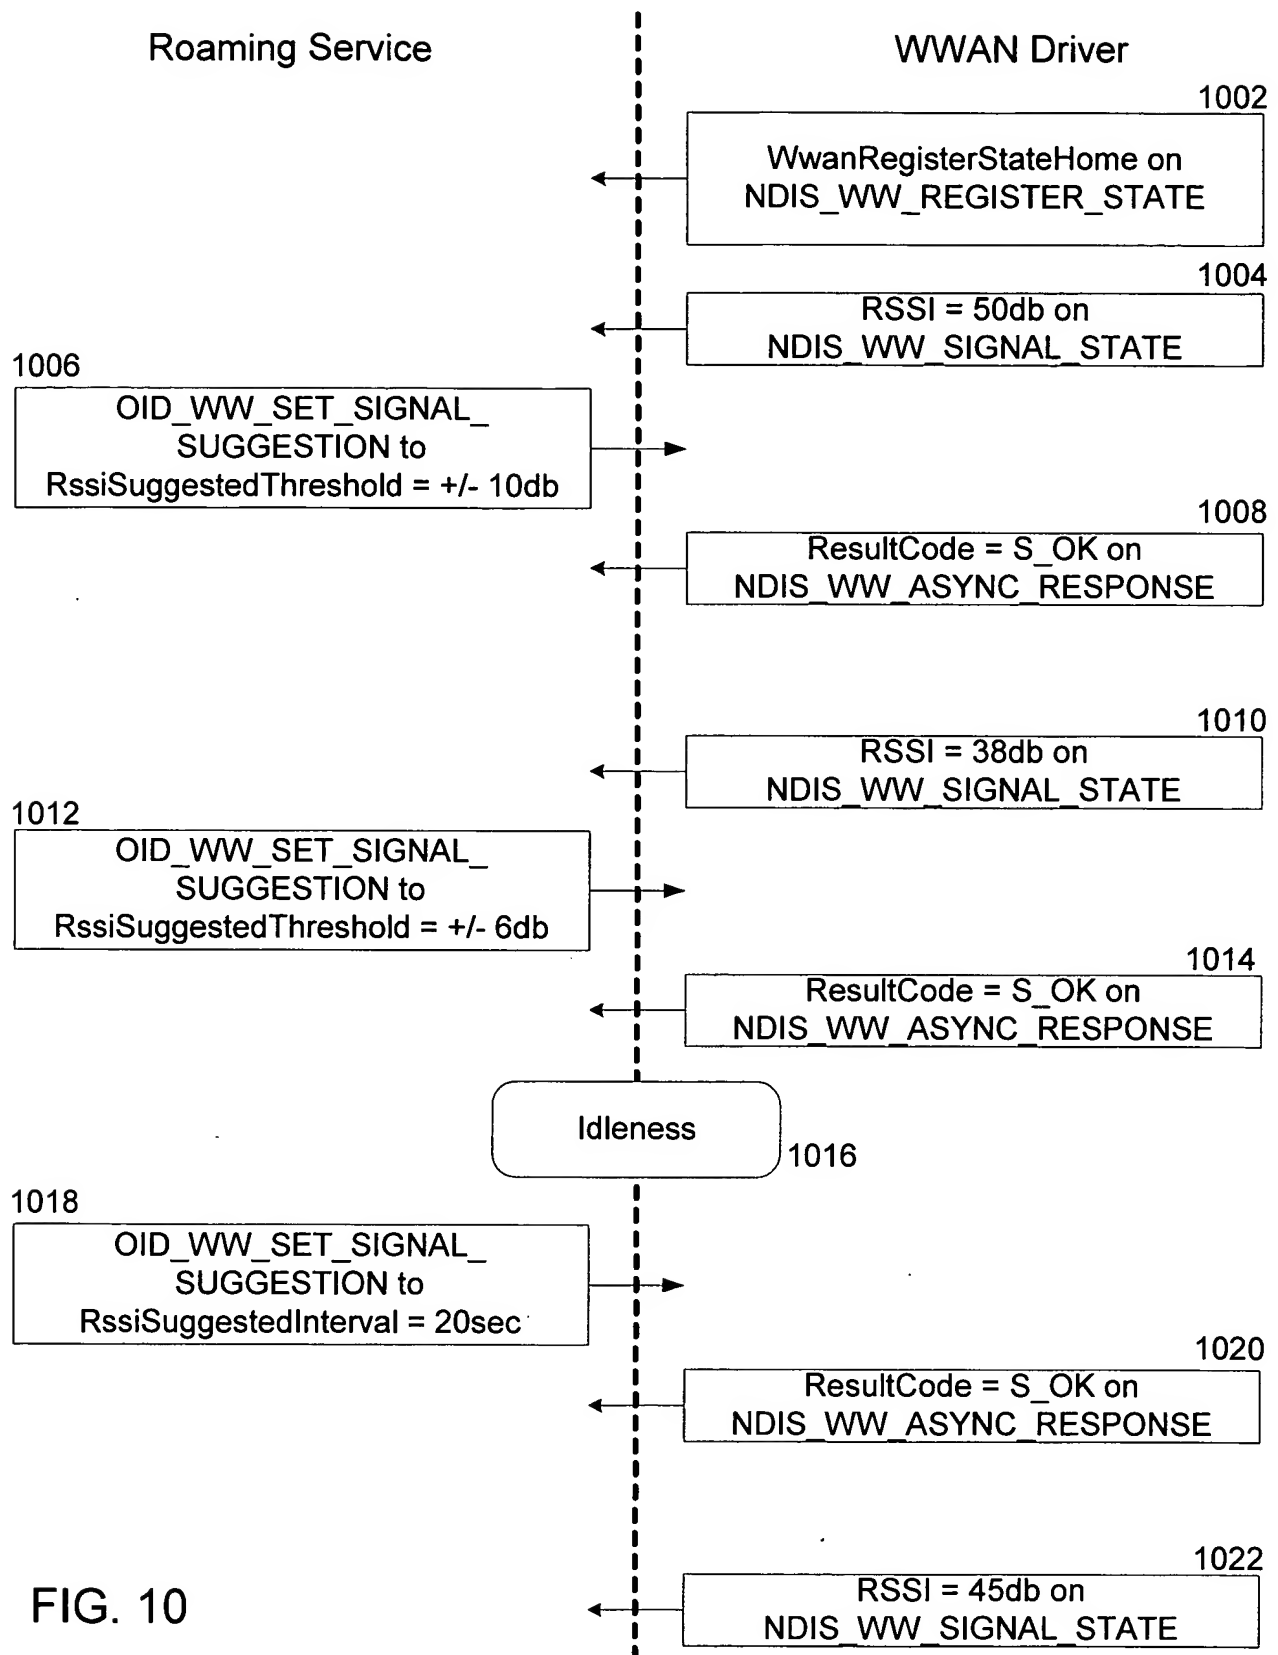 Roaming Service
WWAN Driver
1002
WwanRegisterStateHome on
NDIS_WW_REGISTER_STATE
1004
RSSI = 50db on
NDIS_WW_SIGNAL_STATE
1006
OID_WW_SET_SIGNAL_
SUGGESTION to
RssiSuggestedThreshold = +/- 10db
1008
ResultCode = S_OK on
NDIS_WW_ASYNC_RESPONSE
1010
RSSI = 38db on
NDIS_WW_SIGNAL_STATE
1012
OID_WW_SET_SIGNAL_
SUGGESTION to
RssiSuggestedThreshold = +/- 6db
1014
ResultCode = S_OK on
NDIS_WW_ASYNC_RESPONSE
Idleness
1016
1018
OID_WW_SET_SIGNAL_
SUGGESTION to
RssiSuggestedInterval = 20sec
1020
ResultCode = S_OK on
NDIS_WW_ASYNC_RESPONSE
1022
RSSI = 45db on
NDIS_WW_SIGNAL_STATE
FIG. 10